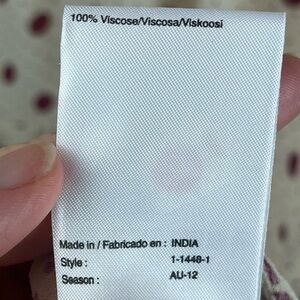 100% Viscose/Viscosa/Viskoosi
Made in / Fabricado en : INDIA
Style : 1-1448-1
Season : AU-12